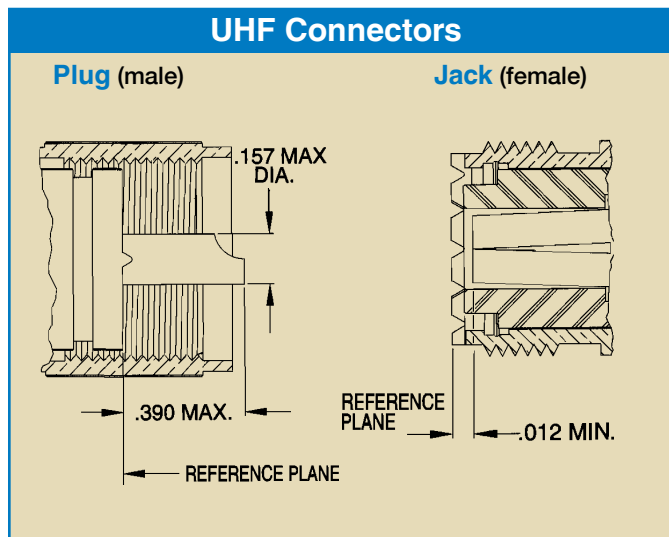 UHF Connectors
Plug (male)
Jack (female)
.157 MAX
DIA.
.390 MAX.
REFERENCE PLANE
REFERENCE
PLANE
.012 MIN.